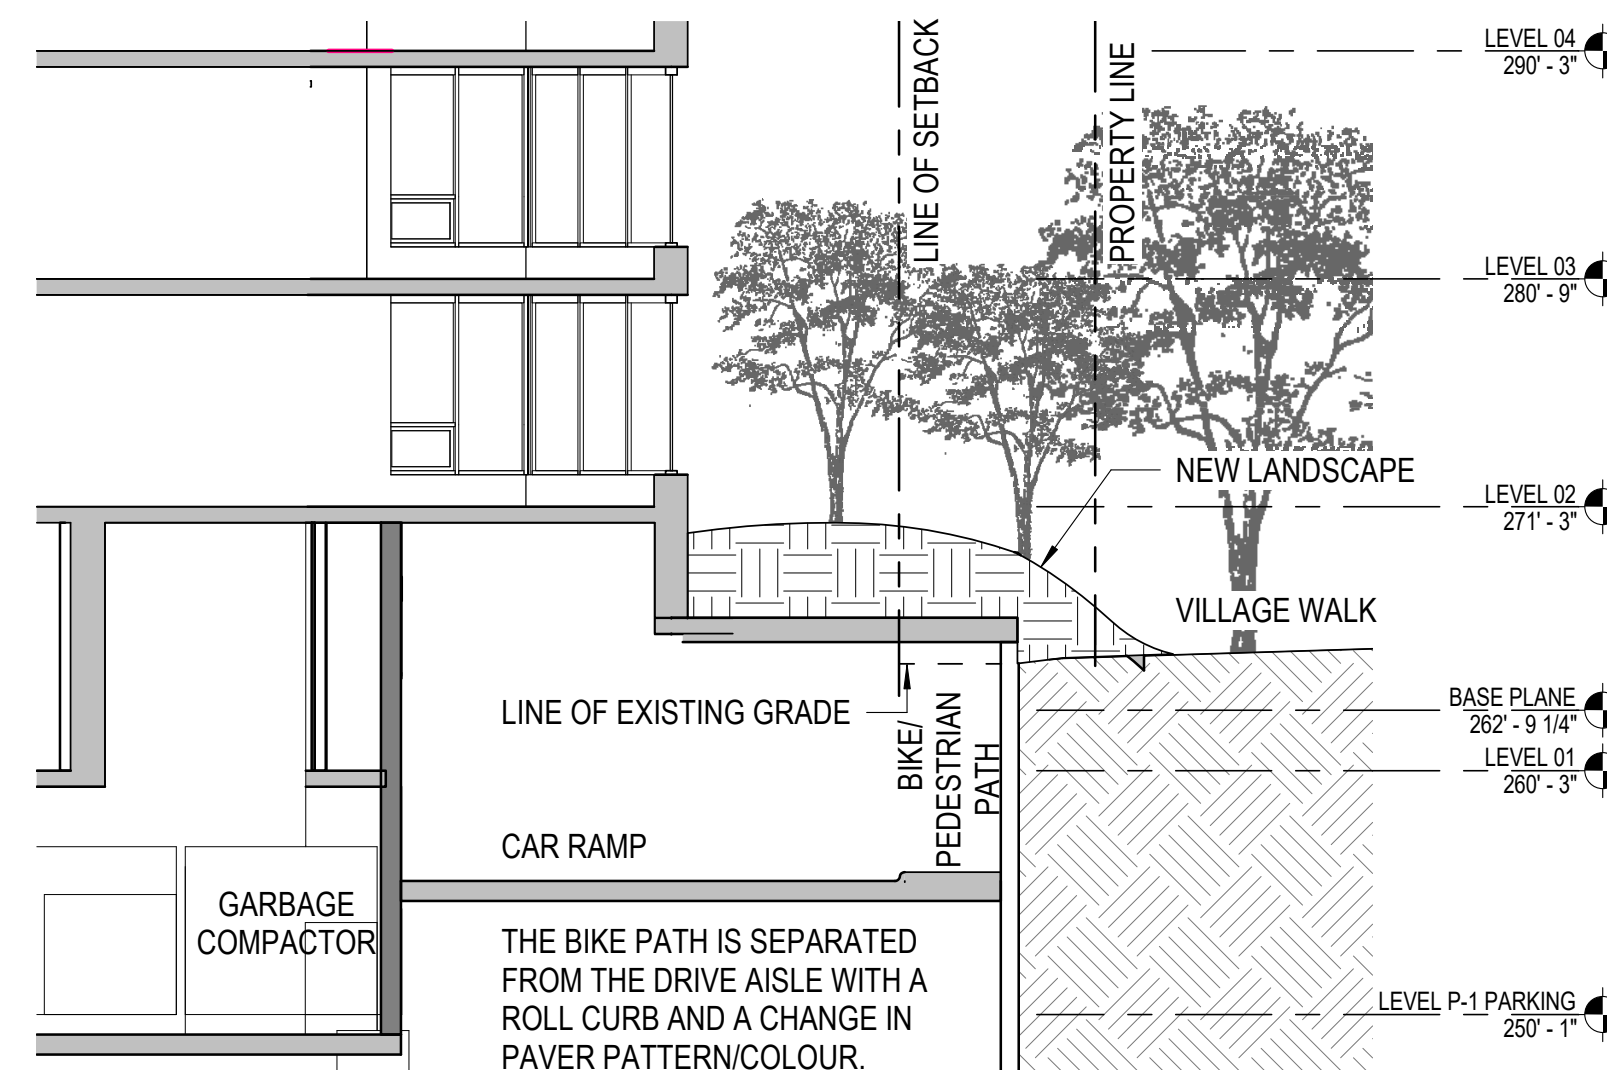 LINE OF SETBACK
PROPERTY LINE
LEVEL 04
290' - 3"
LEVEL 03
280' - 9"
NEW LANDSCAPE
LEVEL 02
271' - 3"
VILLAGE WALK
LINE OF EXISTING GRADE
BIKE/
PEDESTRIAN
PATH
BASE PLANE
262' - 9 1/4"
LEVEL 01
260' - 3"
CAR RAMP
GARBAGE
COMPACTOR
THE BIKE PATH IS SEPARATED
FROM THE DRIVE AISLE WITH A
ROLL CURB AND A CHANGE IN
PAVER PATTERN/COLOUR.
LEVEL P-1 PARKING
250' - 1"